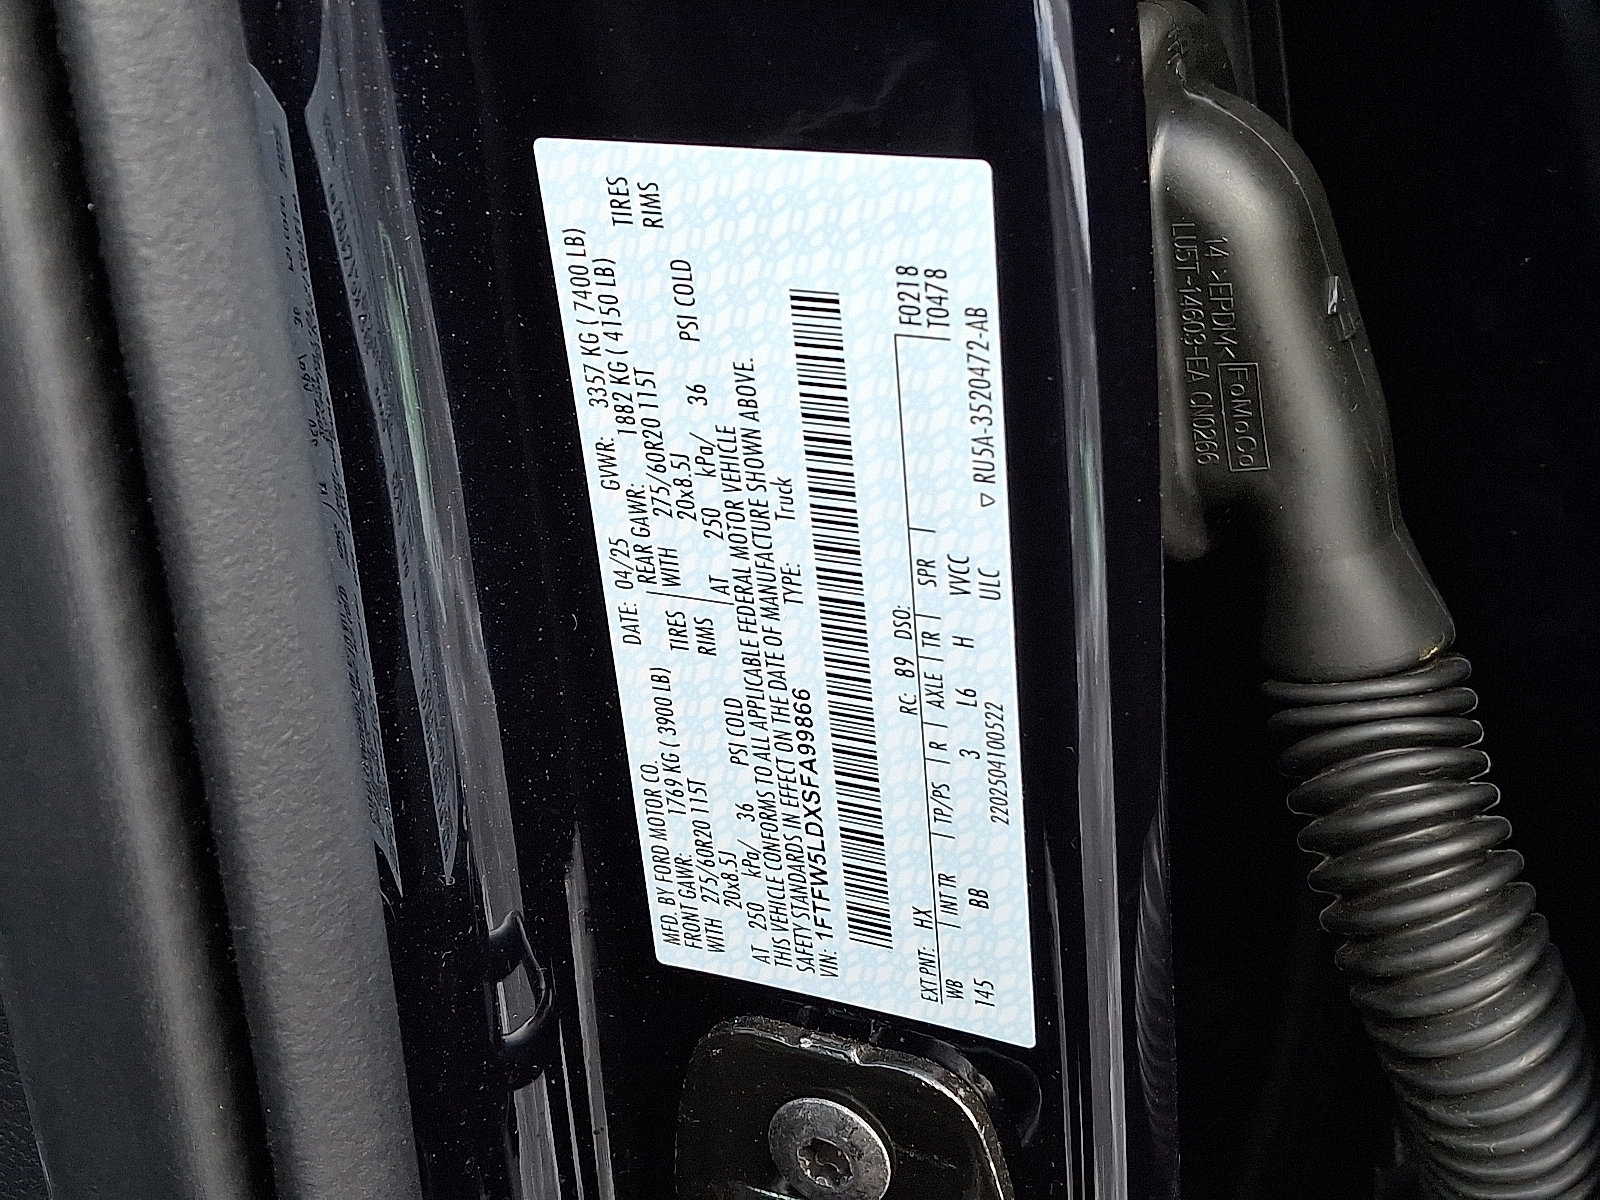 MFD. BY FORD MOTOR CO.
DATE: 04/25 GVWR: 3357 KG ( 7400 LB)
FRONT GAWR: 1769 KG ( 3900 LB)
REAR GAWR: 1882 KG ( 4150 LB)
WITH 275/60R20 115T TIRES
WITH 275/60R20 115T TIRES
20x8.5J RIMS
20x8.5J RIMS
AT 250 kPa/ 36 PSI COLD
AT 250 kPa/ 36 PSI COLD
THIS VEHICLE CONFORMS TO ALL APPLICABLE FEDERAL MOTOR VEHICLE
SAFETY STANDARDS IN EFFECT ON THE DATE OF MANUFACTURE SHOWN ABOVE.
VIN: 1FTFW5LDXSFA99866 TYPE: Truck
EXT PNT: HX RC: 89 DSO: F0218
WB INT TR TP/PS R AXLE TR SPR T0478
145 BB 3 L6 H VVCC
220250410052​2 ULC ▽ RU5A-3520472-AB
14 >EPDM< FoMoCo
LU5T-14G03-EA CN0266